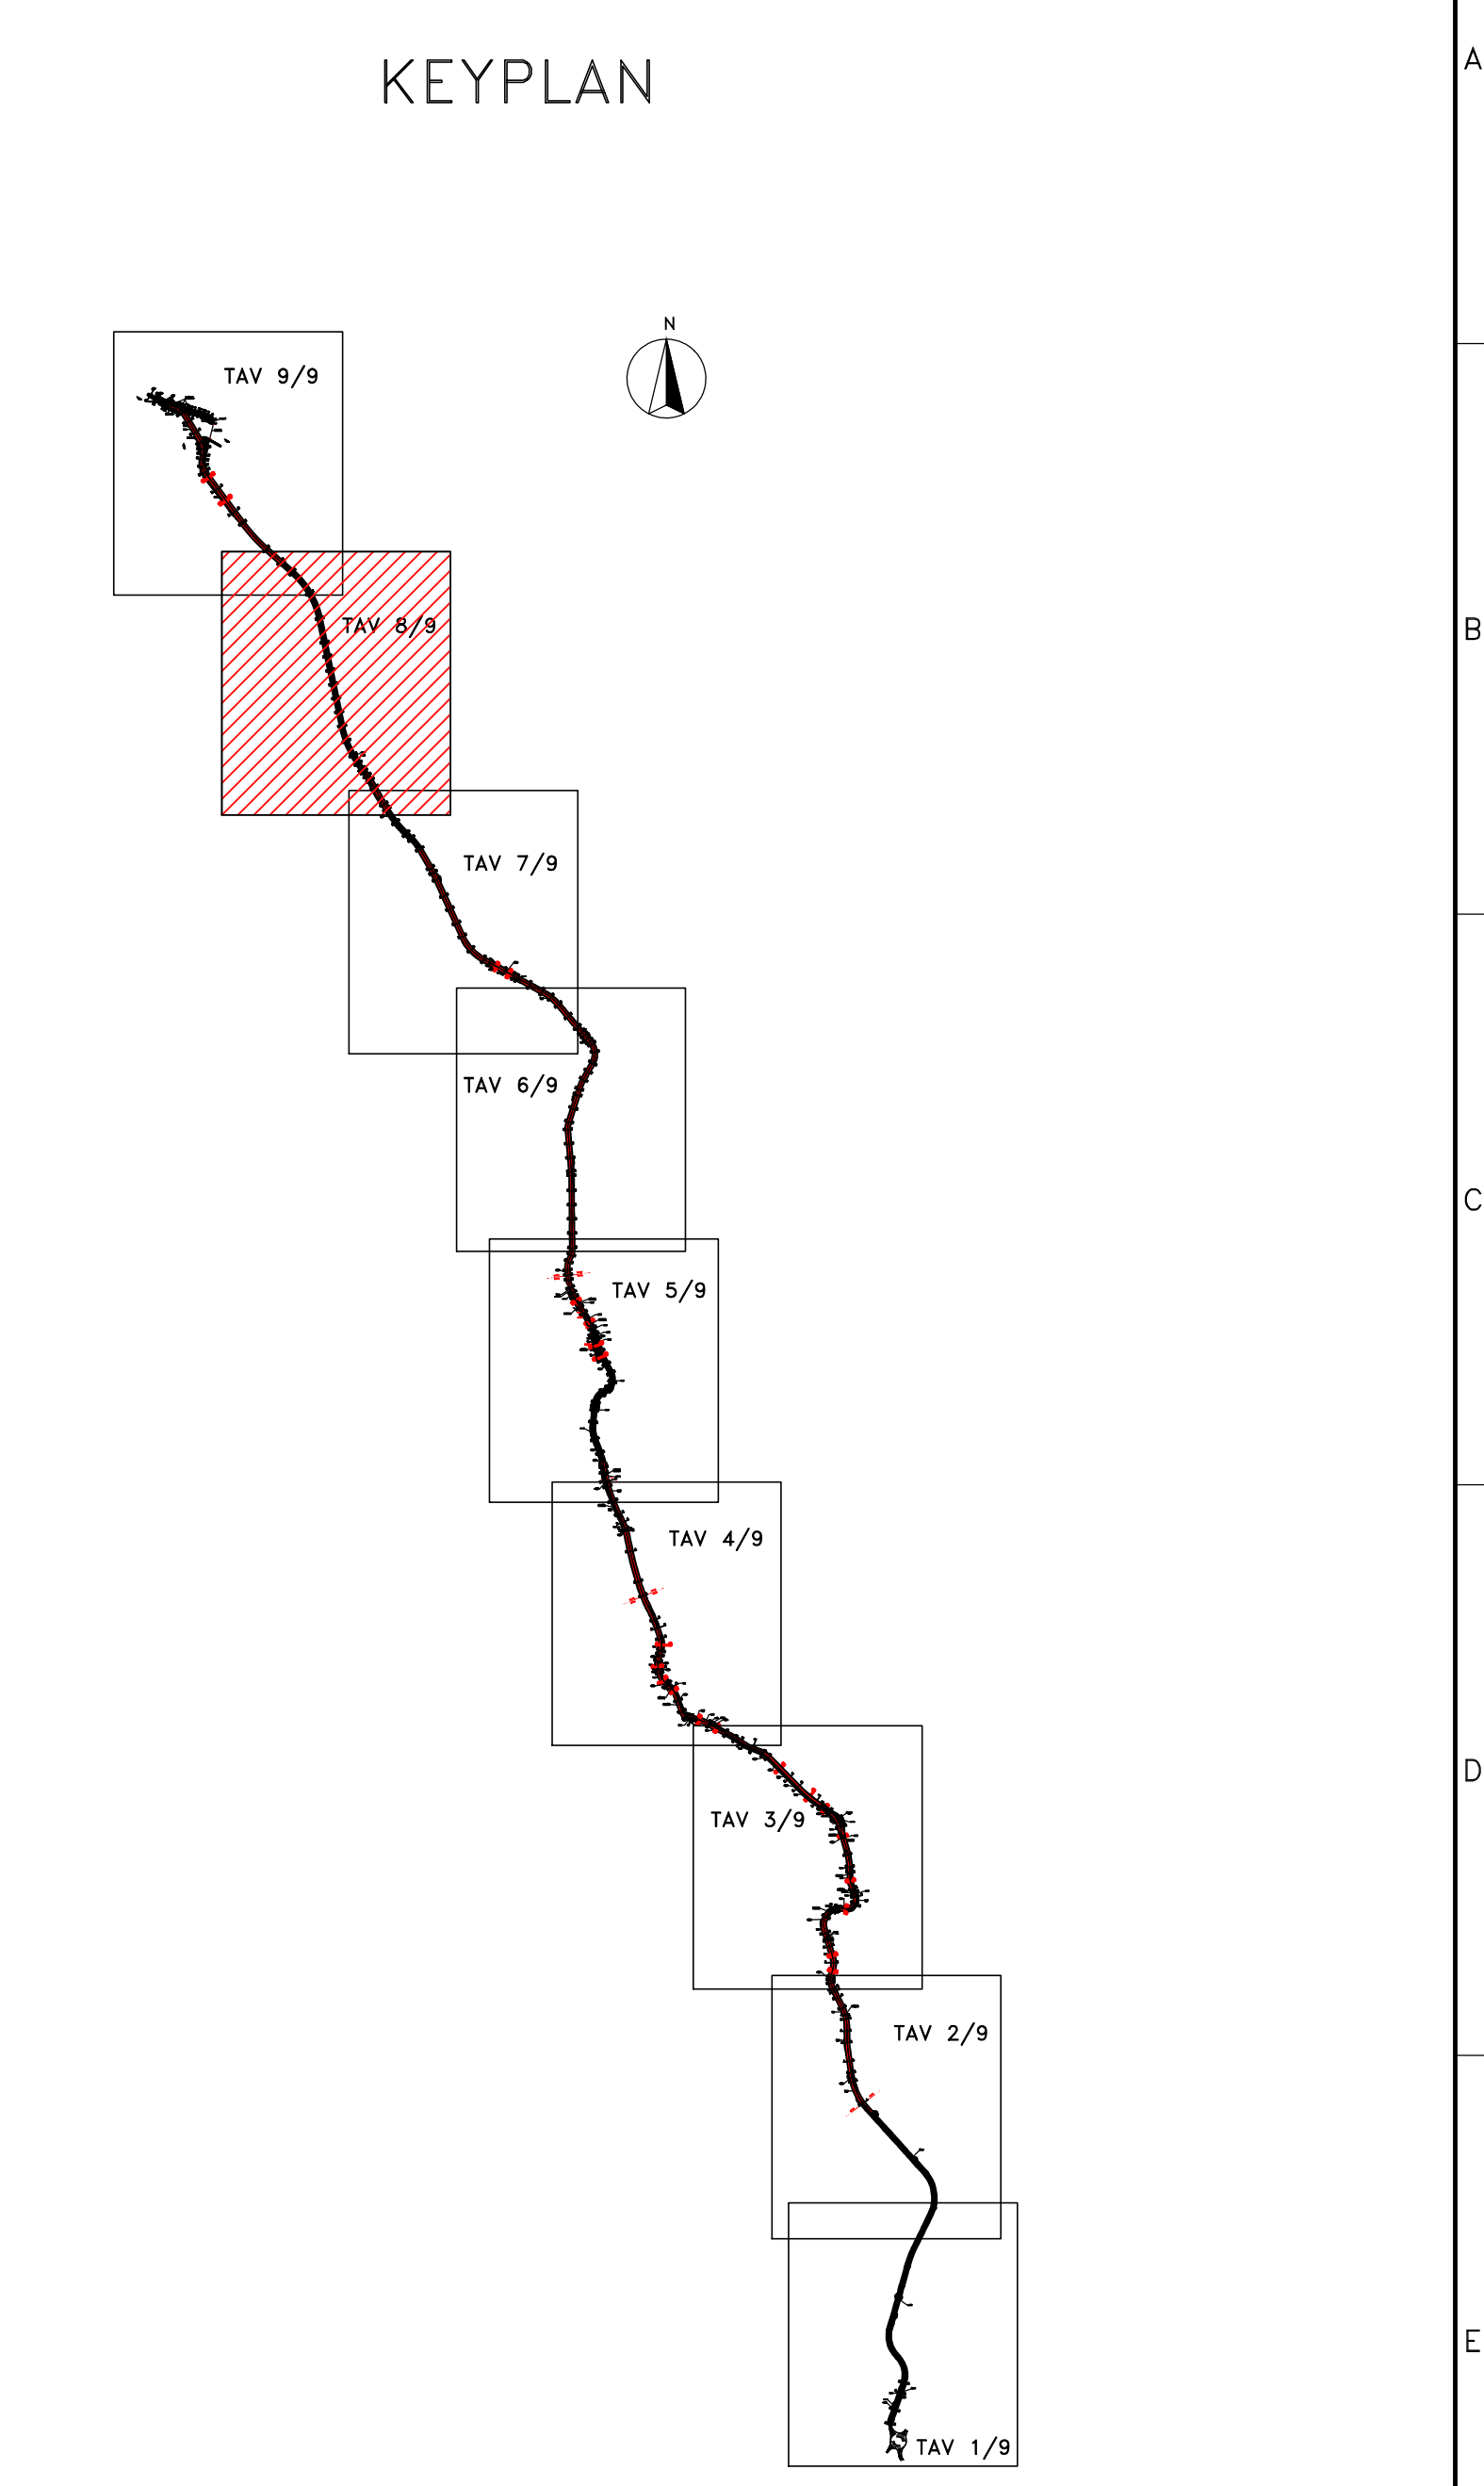 KEYPLAN
A
N
TAV 9/9
TAV 8/9
B
TAV 7/9
TAV 6/9
C
TAV 5/9
TAV 4/9
D
TAV 3/9
TAV 2/9
E
TAV 1/9